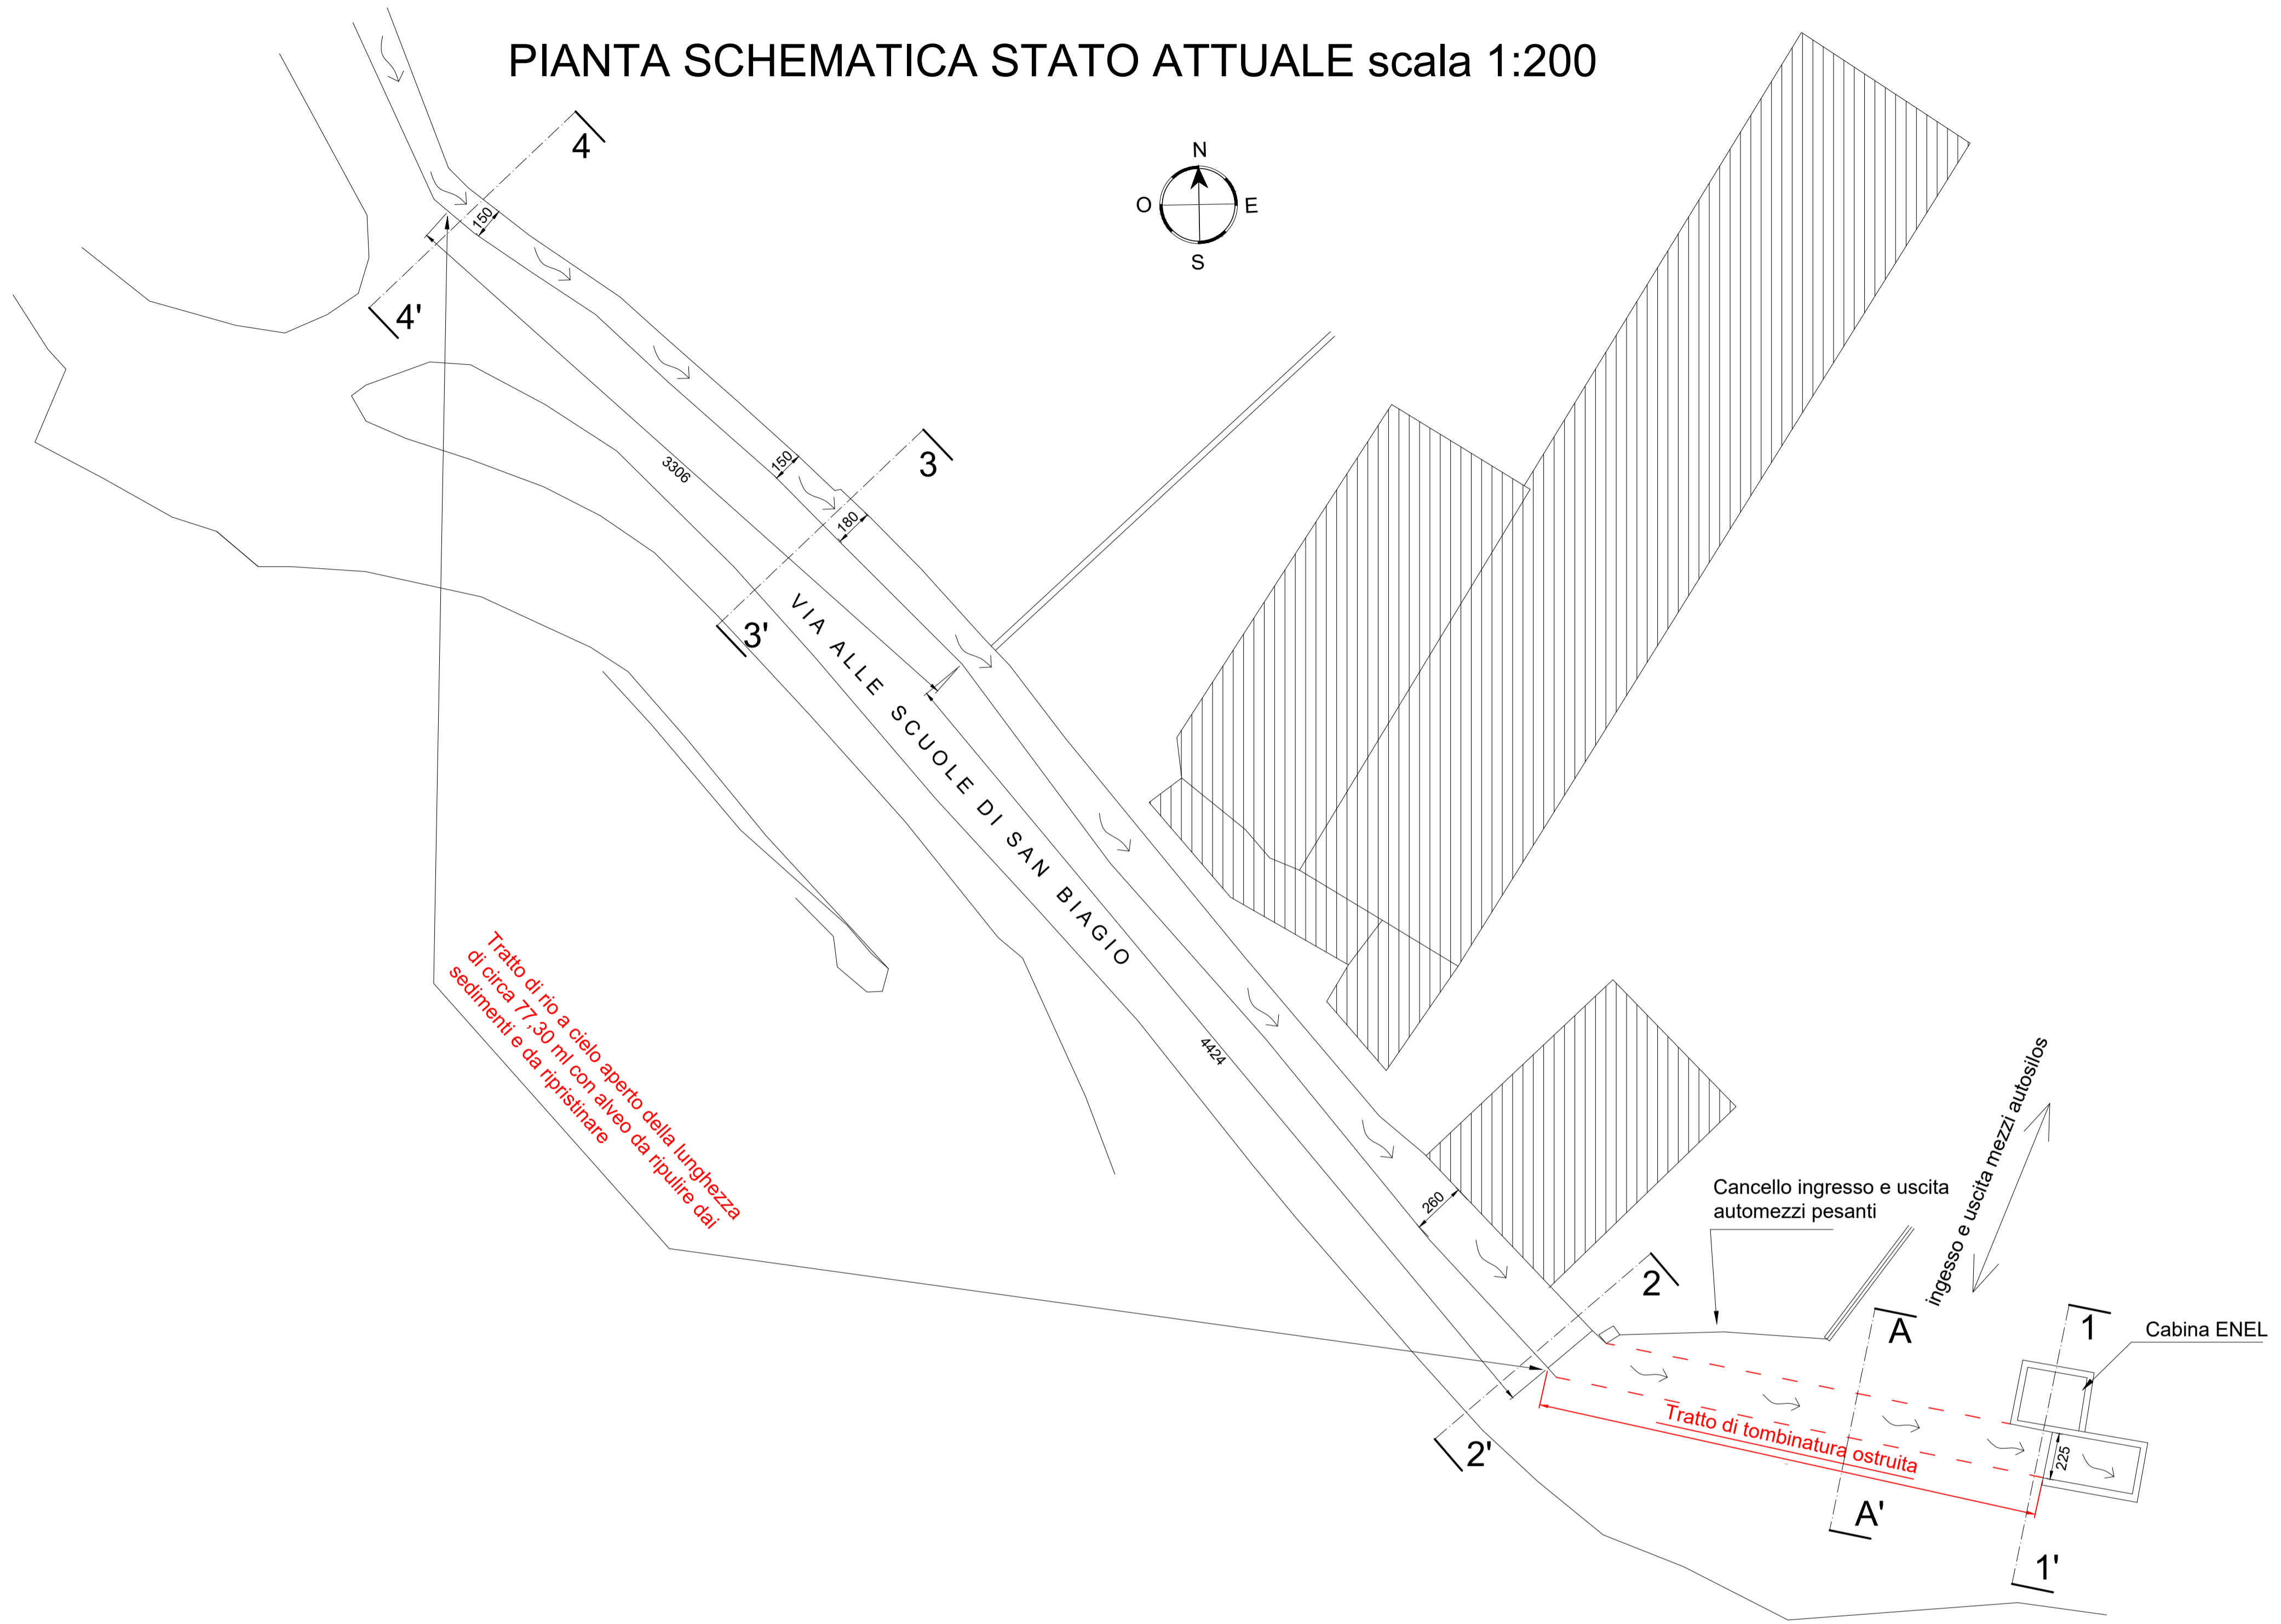 PIANTA SCHEMATICA STATO ATTUALE scala 1:200
4
N
O
E
S
150
4'
3
150
3306
180
3'
VIA ALLE SCUOLE DI SAN BIAGIO
Tratto di rio a cielo aperto della lunghezza
di circa 77,30 ml con alveo da ripulire dai
sedimenti e da ripristinare
4424
ingesso e uscita mezzi autosilos
Cancello ingresso e uscita
automezzi pesanti
260
2
A
1
Cabina ENEL
Tratto di tombinatura ostruita
2'
225
A'
1'